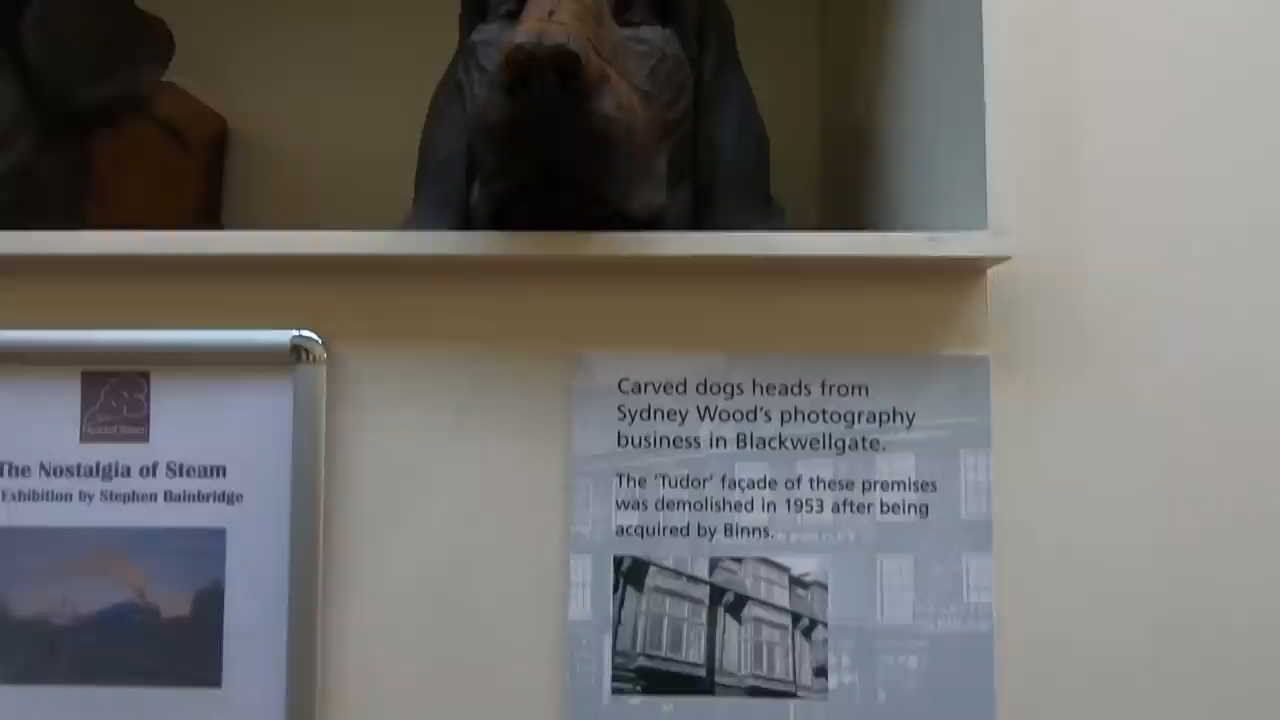 The Nostalgia of Steam
Exhibition by Stephen Bainbridge
Carved dogs heads from
Sydney Wood's photography
business in Blackwellgate.
The 'Tudor' façade of these premises
was demolished in 1953 after being
acquired by Binns.